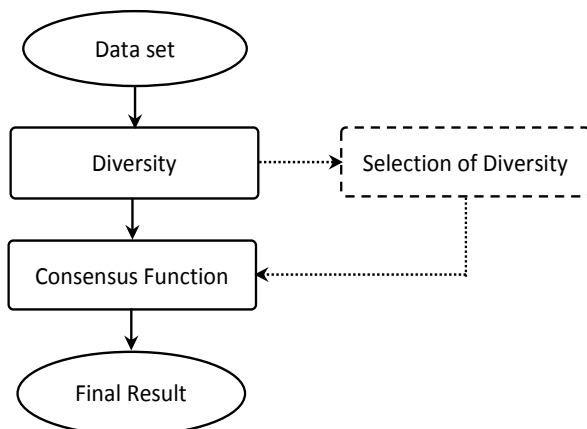 Data set
Diversity
Selection of Diversity
Consensus Function
Final Result